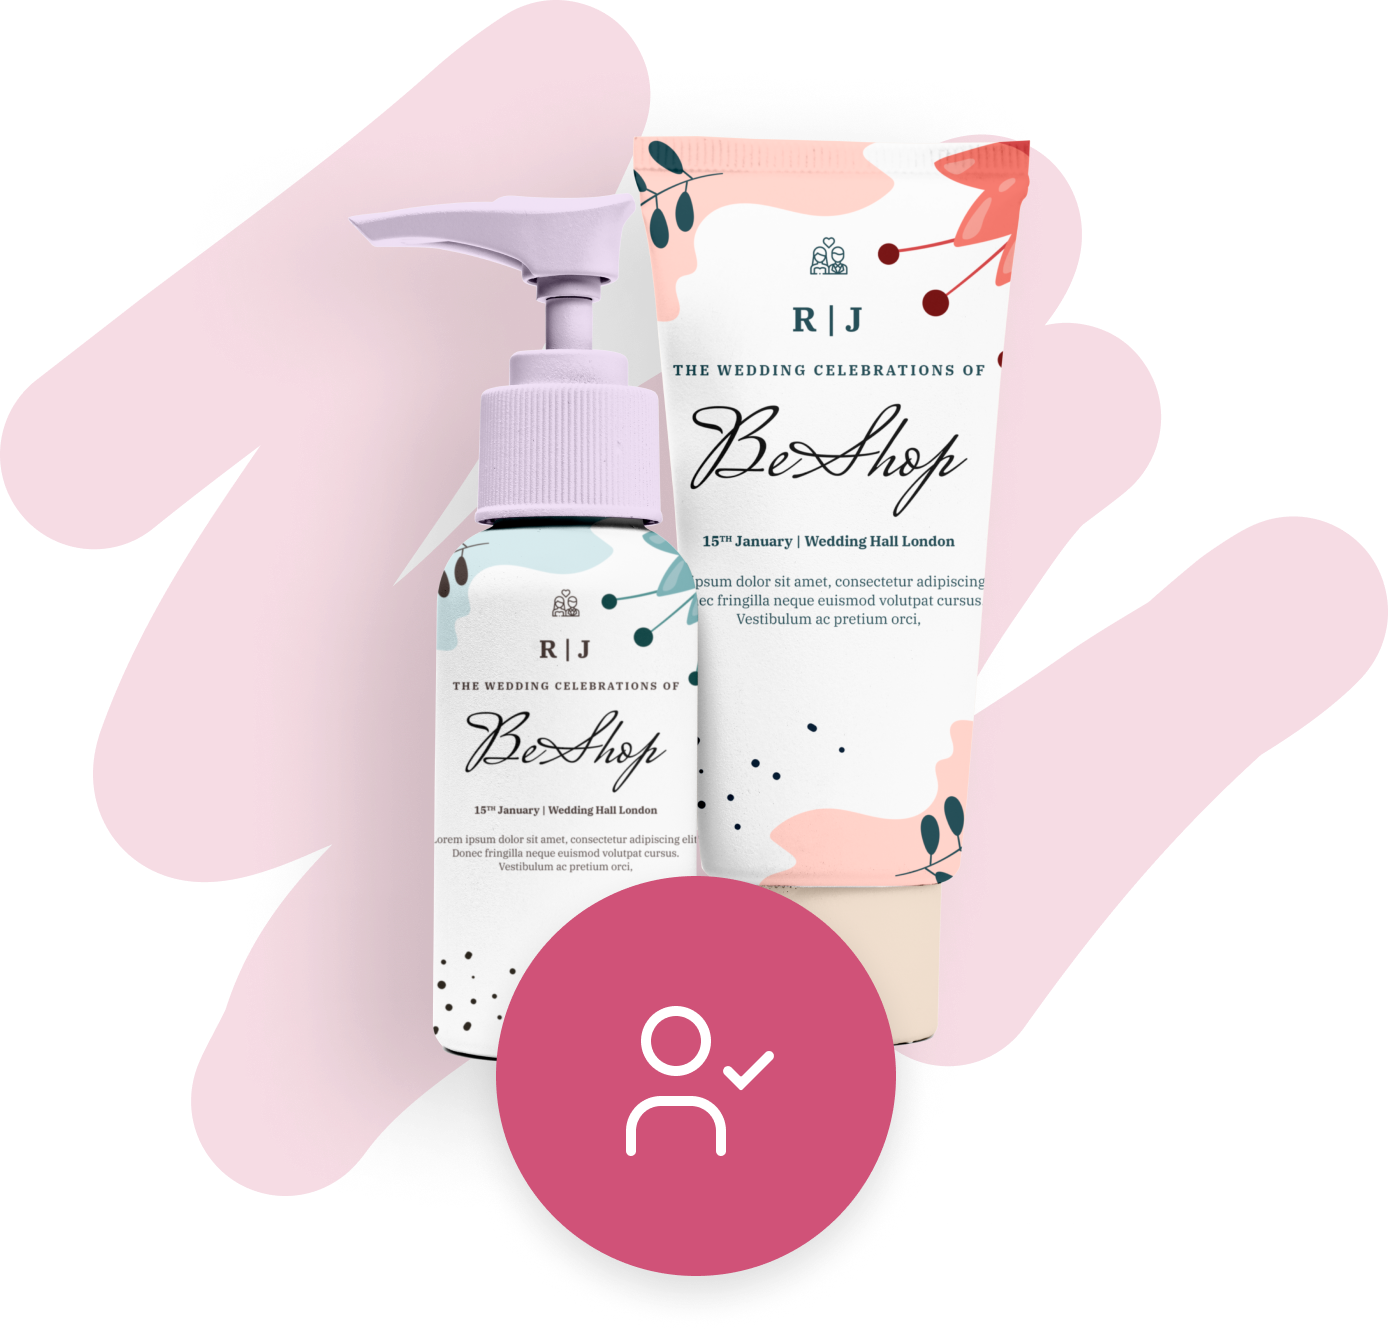 R | J
THE WEDDING CELEBRATIONS OF
BeShop
15TH January | Wedding Hall London
ipsum dolor sit amet, consectetur adipiscing
ec fringilla neque euismod volutpat cursus.
Vestibulum ac pretium orci,
R | J
THE WEDDING CELEBRATIONS OF
BeShop
15TH January | Wedding Hall London
Lorem ipsum dolor sit amet, consectetur adipiscing elit
Donec fringilla neque euismod volutpat cursus.
Vestibulum ac pretium orci,